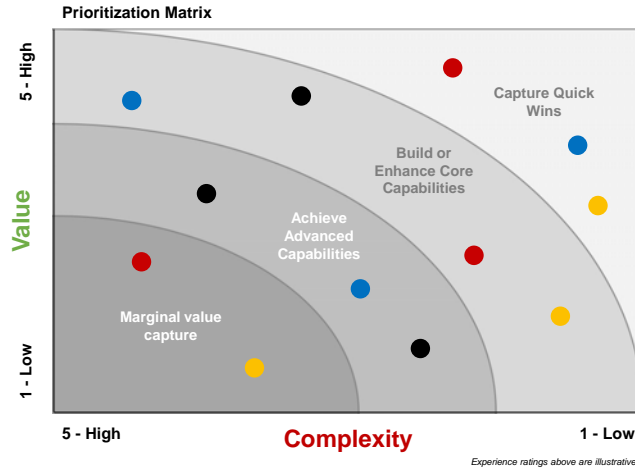 Prioritization Matrix
5 - High
Capture Quick
Wins
Build or
Enhance Core
Capabilities
Value
Achieve
Advanced
Capabilities
Marginal value
capture
1 - Low
5 - High
Complexity
1 - Low
Experience ratings above are illustrative